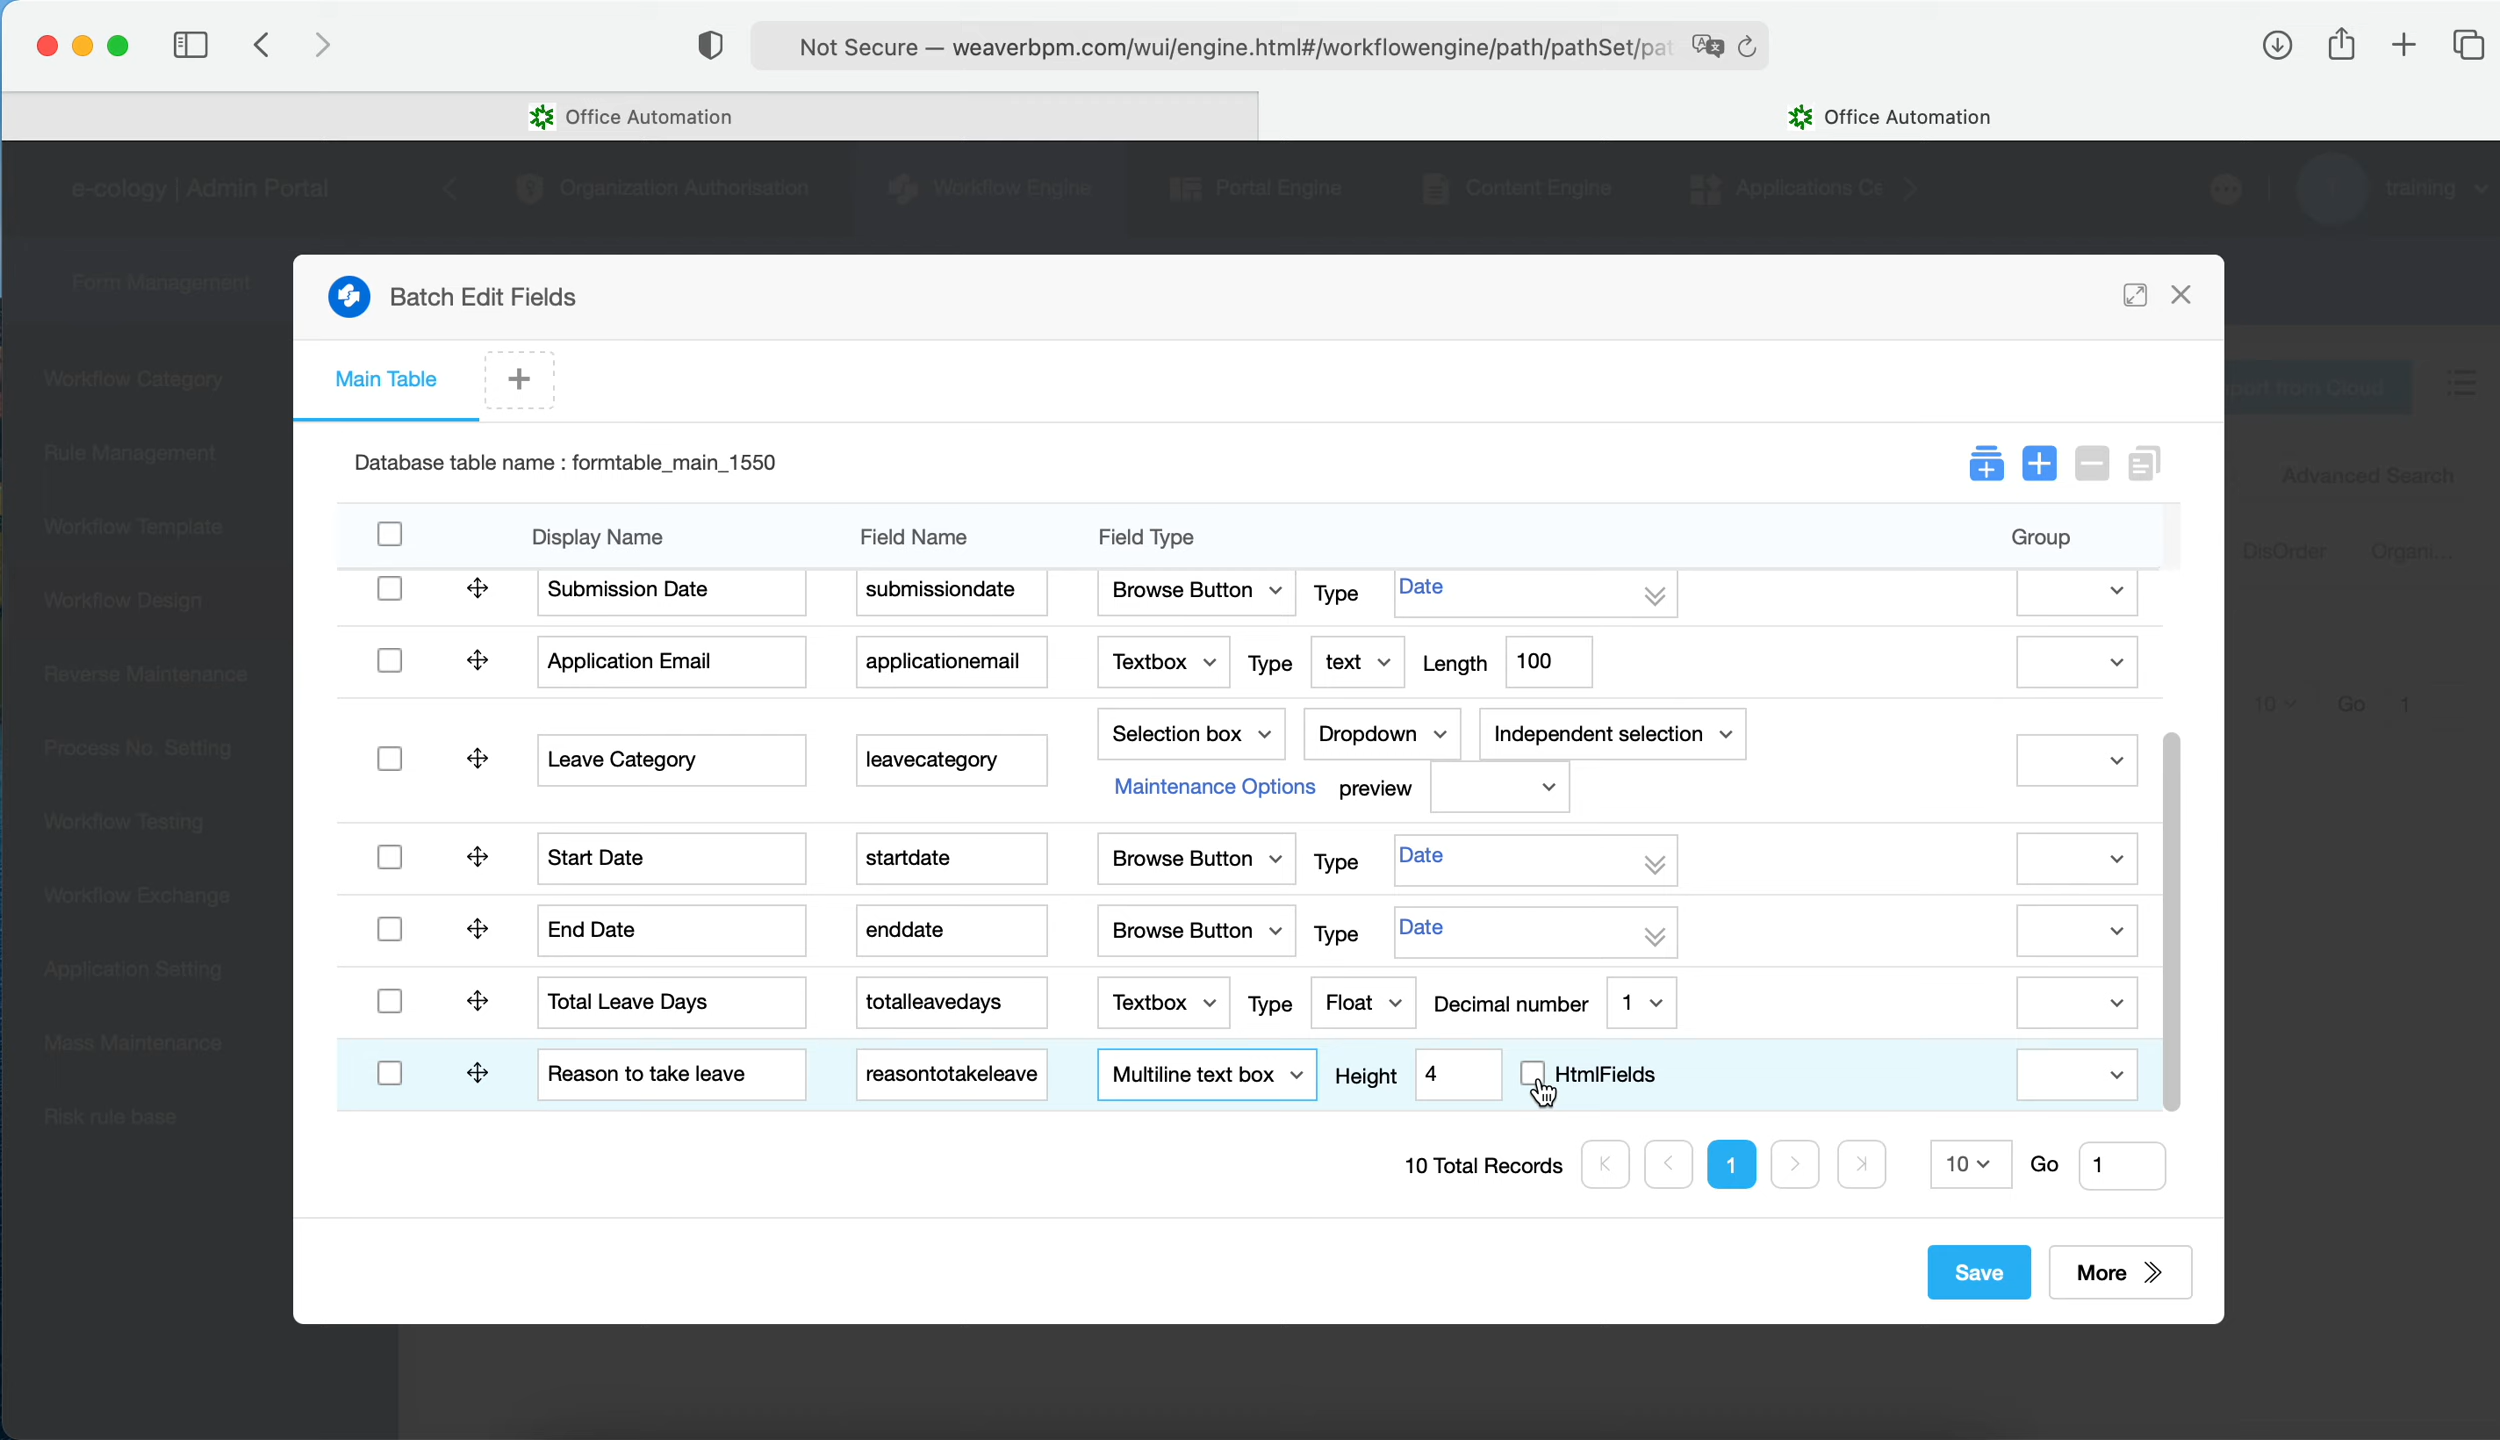 Not Secure — weaverbpm.com/wui/engine.html#/workflowengine/path/pathSet/pat
Office Automation
Office Automation
e-cology | Admin Portal
Organization Authorisation
Workflow Engine
Portal Engine
Content Engine
Applications Ce
training
Form Management
Workflow Category
Rule Management
Workflow Template
Workflow Design
Reverse Maintenance
Process No. Setting
Workflow Testing
Workflow Exchange
Application Setting
Mass Maintenance
Risk rule base
port from Cloud
Advanced Search
DisOrder Organi...
10 Go 1
Batch Edit Fields
Main Table
Database table name : formtable_main_1550
Display Name Field Name Field Type Group
Submission Date submissiondate Browse Button Type Date
Application Email applicationemail Textbox Type text Length 100
Leave Category leavecategory Selection box Dropdown Independent selection
Maintenance Options preview
Start Date startdate Browse Button Type Date
End Date enddate Browse Button Type Date
Total Leave Days totalleavedays Textbox Type Float Decimal number 1
Reason to take leave reasontotakeleave Multiline text box Height 4 HtmlFields
10 Total Records 1 10 Go 1
Save More